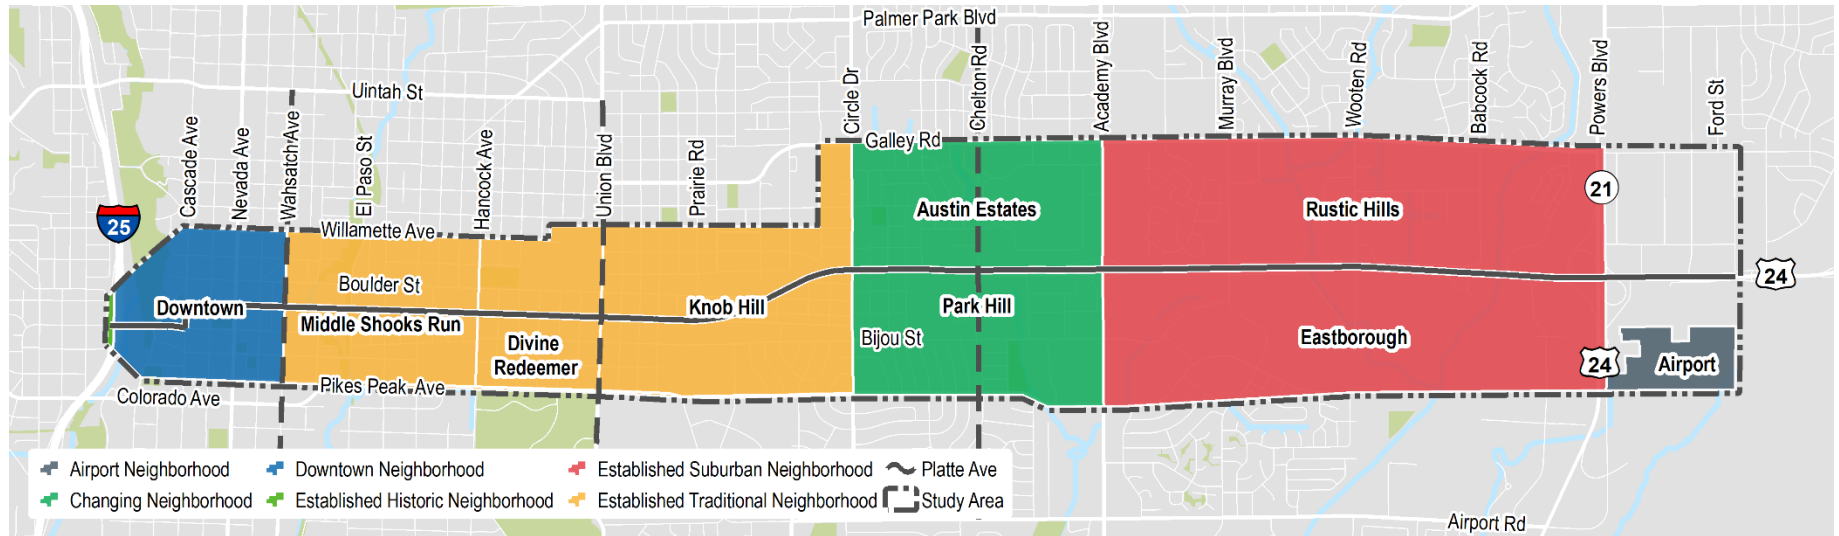 Palmer Park Blvd
Uintah St
Cascade Ave
Nevada Ave
Wahsatch Ave
El Paso St
Hancock Ave
Union Blvd
Prairie Rd
Circle Dr
Chelton Rd
Academy Blvd
Murray Blvd
Wooten Rd
Babcock Rd
Powers Blvd
Ford St
Galley Rd
25
21
Willamette Ave
Austin Estates
Rustic Hills
24
Boulder St
Downtown
Middle Shooks Run
Knob Hill
Park Hill
Bijou St
Eastborough
Divine
Redeemer
24
Airport
Pikes Peak Ave
Colorado Ave
Airport Neighborhood
Downtown Neighborhood
Established Suburban Neighborhood
Platte Ave
Changing Neighborhood
Established Historic Neighborhood
Established Traditional Neighborhood
Study Area
Airport Rd